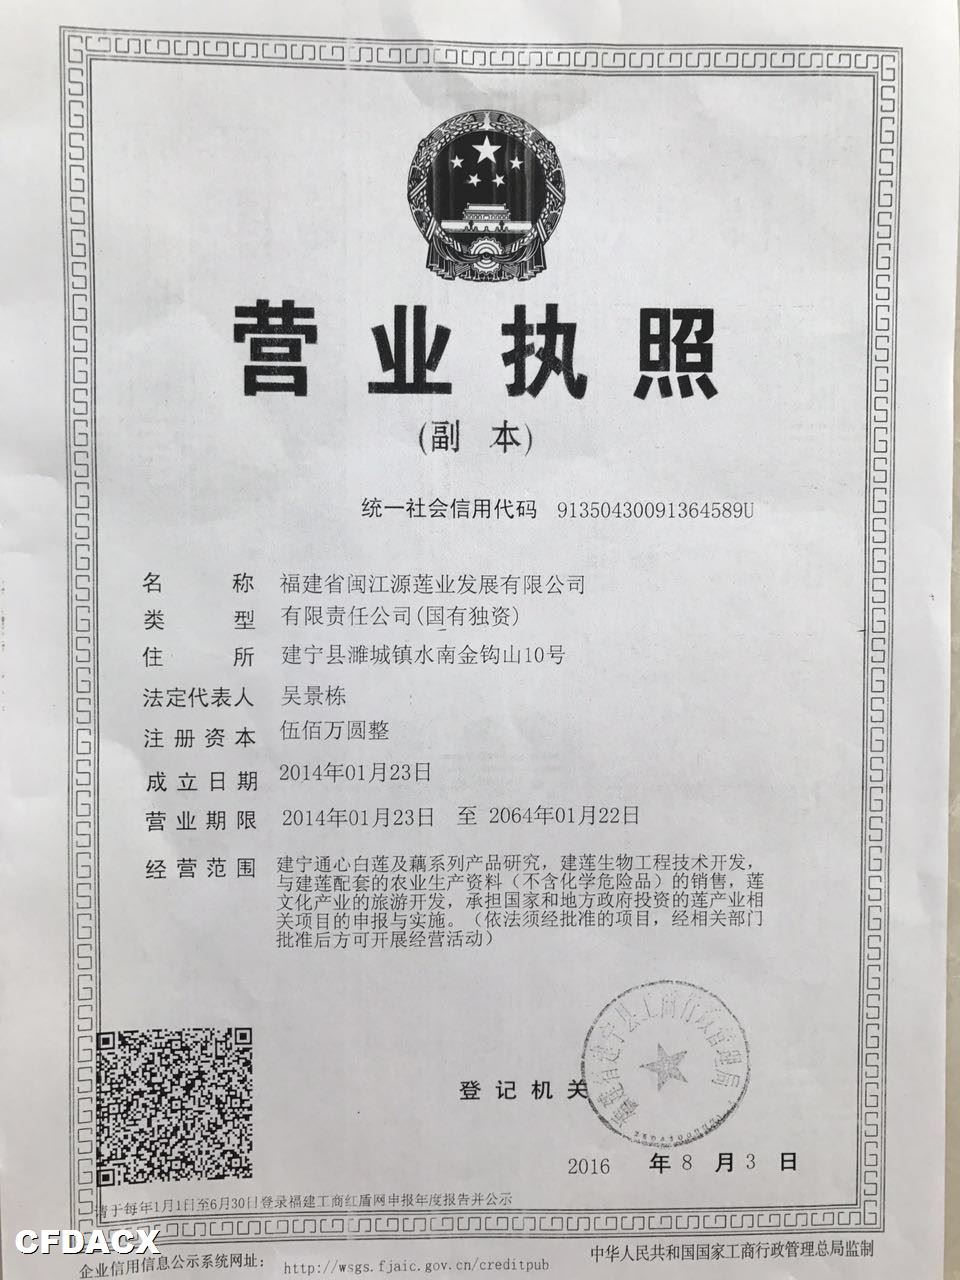 营业执照
(副 本)
统一社会信用代码 91350430091364589U
名 称 福建省闽江源莲业发展有限公司
类 型 有限责任公司(国有独资)
住 所 建宁县濉城镇水南金钩山10号
法定代表人 吴景栋
注册资本 伍佰万圆整
成立日期 2014年01月23日
营业期限 2014年01月23日 至 2064年01月22日
经营范围 建宁通心白莲及藕系列产品研究，建莲生物工程技术开发，
与建莲配套的农业生产资料（不含化学危险品）的销售，莲
文化产业的旅游开发，承担国家和地方政府投资的莲产业相
关项目的申报与实施。（依法须经批准的项目，经相关部门
批准后方可开展经营活动）
福建省建宁县工商行政管理局
登记机关
2016 年 8 月 3 日
请于每年1月1日至6月30日登录福建工商红盾网申报年度报告并公示
CFDACX
企业信用信息公示系统网址： http://wsgs.fjaic.gov.cn/creditpub
中华人民共和国国家工商行政管理总局监制